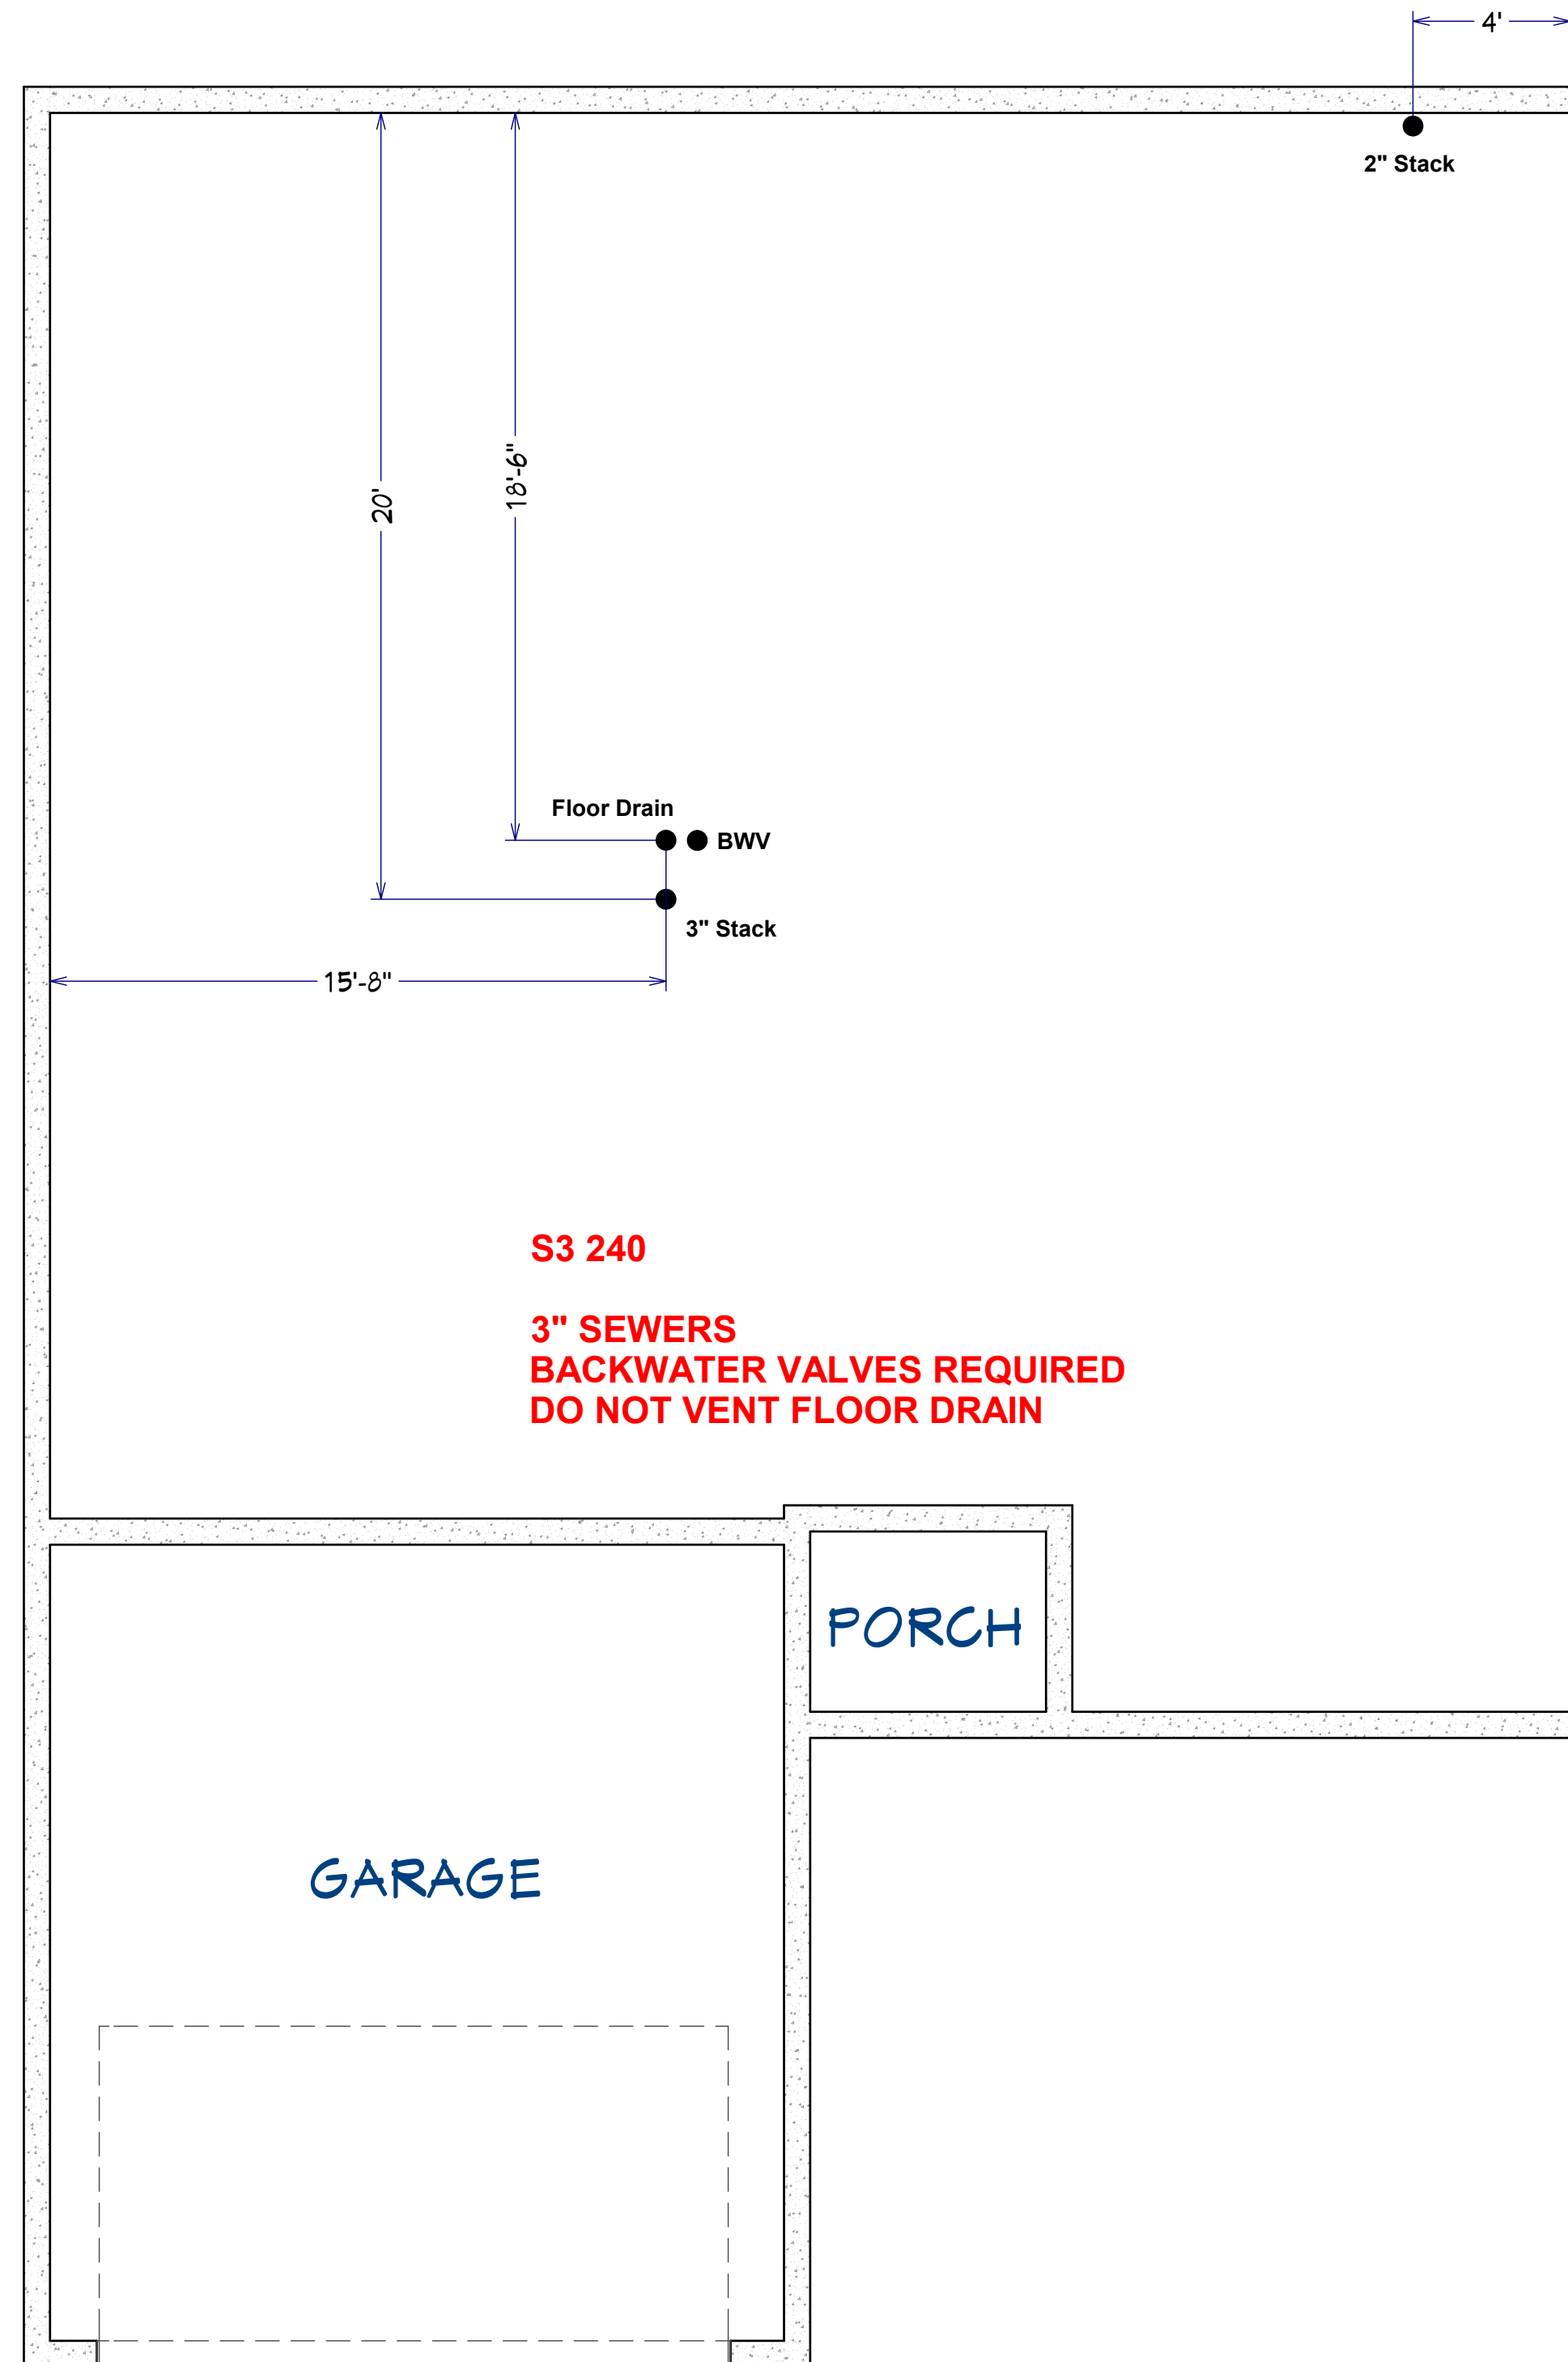 4'
2" Stack
18'-6"
20'
Floor Drain
BWV
3" Stack
15'-8"
S3 240
3" SEWERS
BACKWATER VALVES REQUIRED
DO NOT VENT FLOOR DRAIN
PORCH
GARAGE